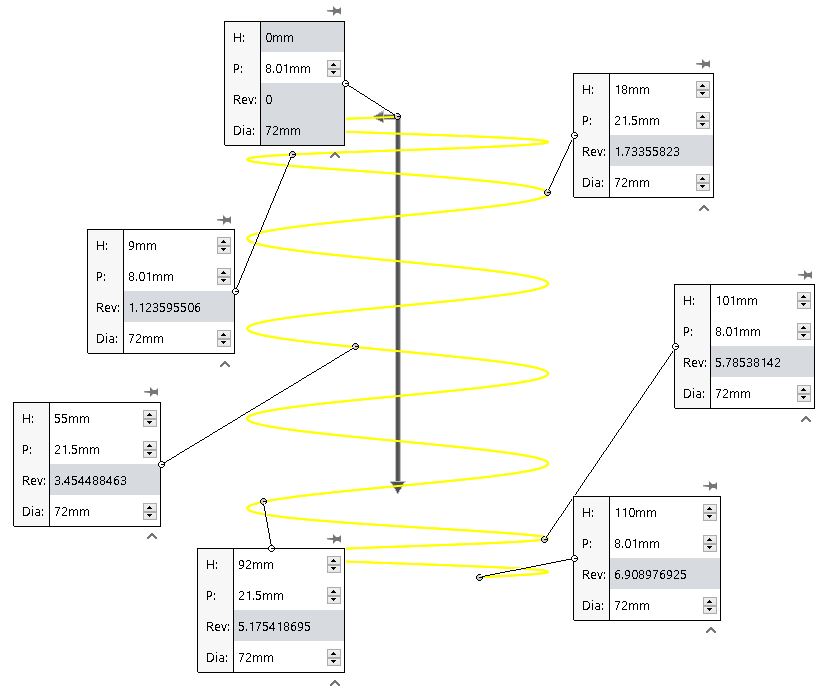 H: 0mm
P: 8.01mm
Rev: 0
Dia: 72mm
H: 18mm
P: 21.5mm
Rev: 1.73355823
Dia: 72mm
H: 9mm
P: 8.01mm
Rev: 1.123595506
Dia: 72mm
H: 101mm
P: 8.01mm
Rev: 5.78538142
Dia: 72mm
H: 55mm
P: 21.5mm
Rev: 3.454488463
Dia: 72mm
H: 110mm
P: 8.01mm
Rev: 6.908976925
Dia: 72mm
H: 92mm
P: 21.5mm
Rev: 5.175418695
Dia: 72mm